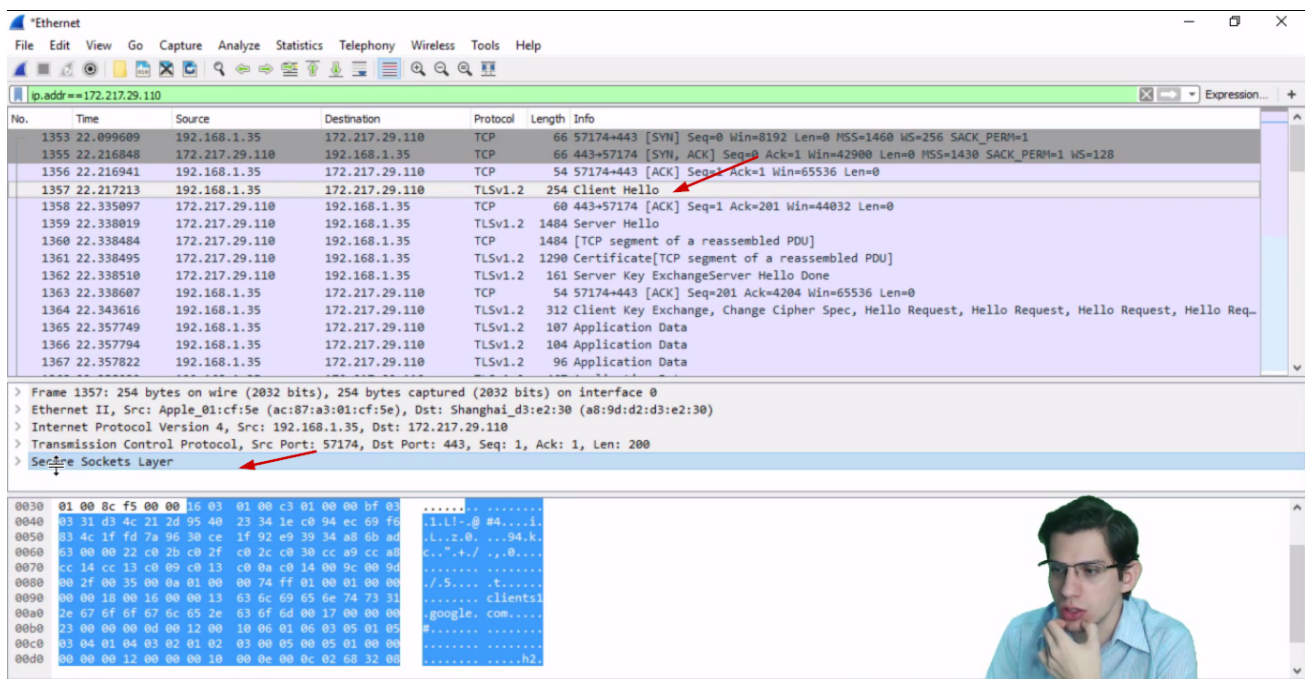 *Ethernet
File Edit View Go Capture Analyze Statistics Telephony Wireless Tools Help
ip.addr==172.217.29.110 Expression... +
No. Time Source Destination Protocol Length Info
1353 22.099609 192.168.1.35 172.217.29.110 TCP 66 57174→443 [SYN] Seq=0 Win=8192 Len=0 MSS=1460 WS=256 SACK_PERM=1
1355 22.216848 172.217.29.110 192.168.1.35 TCP 66 443→57174 [SYN, ACK] Seq=0 Ack=1 Win=42900 Len=0 MSS=1430 SACK_PERM=1 WS=128
1356 22.216941 192.168.1.35 172.217.29.110 TCP 54 57174→443 [ACK] Seq=1 Ack=1 Win=65536 Len=0
1357 22.217213 192.168.1.35 172.217.29.110 TLSv1.2 254 Client Hello
1358 22.335097 172.217.29.110 192.168.1.35 TCP 60 443→57174 [ACK] Seq=1 Ack=201 Win=44032 Len=0
1359 22.338019 172.217.29.110 192.168.1.35 TLSv1.2 1484 Server Hello
1360 22.338484 172.217.29.110 192.168.1.35 TCP 1484 [TCP segment of a reassembled PDU]
1361 22.338495 172.217.29.110 192.168.1.35 TLSv1.2 1290 Certificate[TCP segment of a reassembled PDU]
1362 22.338510 172.217.29.110 192.168.1.35 TLSv1.2 161 Server Key ExchangeServer Hello Done
1363 22.338607 192.168.1.35 172.217.29.110 TCP 54 57174→443 [ACK] Seq=201 Ack=4204 Win=65536 Len=0
1364 22.343616 192.168.1.35 172.217.29.110 TLSv1.2 312 Client Key Exchange, Change Cipher Spec, Hello Request, Hello Request, Hello Request, Hello Req…
1365 22.357749 192.168.1.35 172.217.29.110 TLSv1.2 107 Application Data
1366 22.357794 192.168.1.35 172.217.29.110 TLSv1.2 104 Application Data
1367 22.357822 192.168.1.35 172.217.29.110 TLSv1.2 96 Application Data
> Frame 1357: 254 bytes on wire (2032 bits), 254 bytes captured (2032 bits) on interface 0
> Ethernet II, Src: Apple_01:cf:5e (ac:87:a3:01:cf:5e), Dst: Shanghai_d3:e2:30 (a8:9d:d2:d3:e2:30)
> Internet Protocol Version 4, Src: 192.168.1.35, Dst: 172.217.29.110
> Transmission Control Protocol, Src Port: 57174, Dst Port: 443, Seq: 1, Ack: 1, Len: 200
> Secure Sockets Layer
0030 01 00 8c f5 00 00 16 03 01 00 c3 01 00 00 bf 03 ...... .. ........
0040 03 31 d3 4c 21 2d 95 40 23 34 1e c0 94 ec 69 f6 .1.L!-.@ #4....i.
0050 83 4c 1f fd 7a 96 30 ce 1f 92 e9 39 34 a8 6b ad .L..z.0. ...94.k.
0060 63 00 00 22 c0 2b c0 2f c0 2c c0 30 cc a9 cc a8 c..".+./ .,.0....
0070 cc 14 cc 13 c0 09 c0 13 c0 0a c0 14 00 9c 00 9d ........ ........
0080 00 2f 00 35 00 0a 01 00 00 74 ff 01 00 01 00 00 ./.5.... .t......
0090 00 00 18 00 16 00 00 13 63 6c 69 65 6e 74 73 31 ........ clients1
00a0 2e 67 6f 6f 67 6c 65 2e 63 6f 6d 00 17 00 00 00 .google. com.....
00b0 23 00 00 00 0d 00 12 00 10 06 01 06 03 05 01 05 #....... ........
00c0 03 04 01 04 03 02 01 02 03 00 05 00 05 01 00 00 ........ ........
00d0 00 00 00 12 00 00 00 10 00 0e 00 0c 02 68 32 08 ........ .....h2.